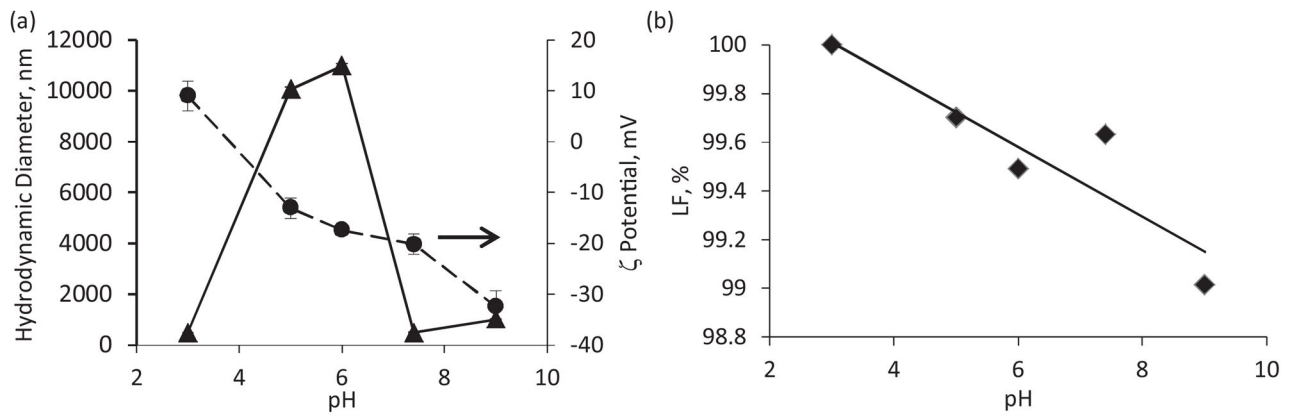 (a)
Hydrodynamic Diameter, nm
12000
10000
8000
6000
4000
2000
0
20
10
0
-10
-20
-30
-40
ζ Potential, mV
2 4 6 8 10
pH
(b)
LF, %
100
99.8
99.6
99.4
99.2
99
98.8
2 4 6 8 10
pH